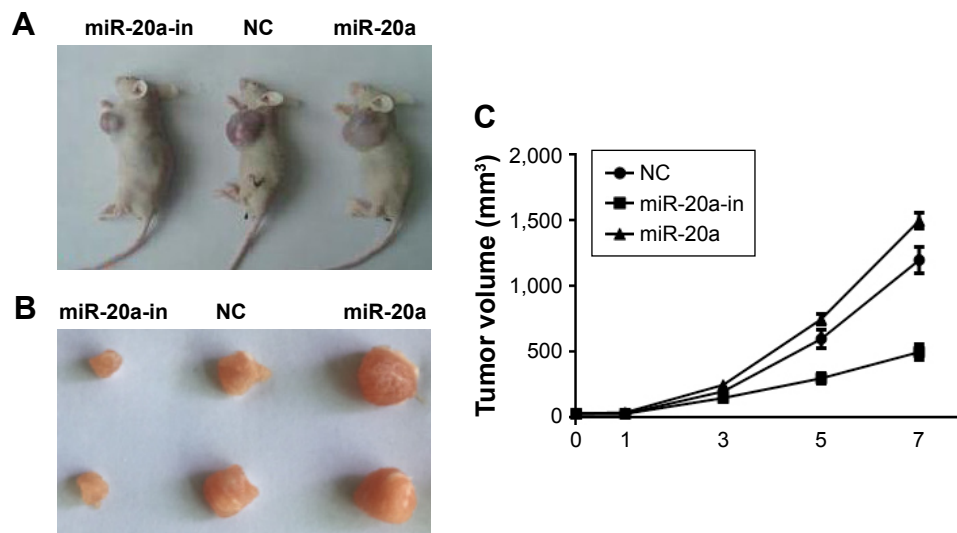 A
miR-20a-in NC miR-20a
B
miR-20a-in NC miR-20a
C
Tumor volume (mm³)
2,000
1,500
1,000
500
0
NC
miR-20a-in
miR-20a
0 1 3 5 7